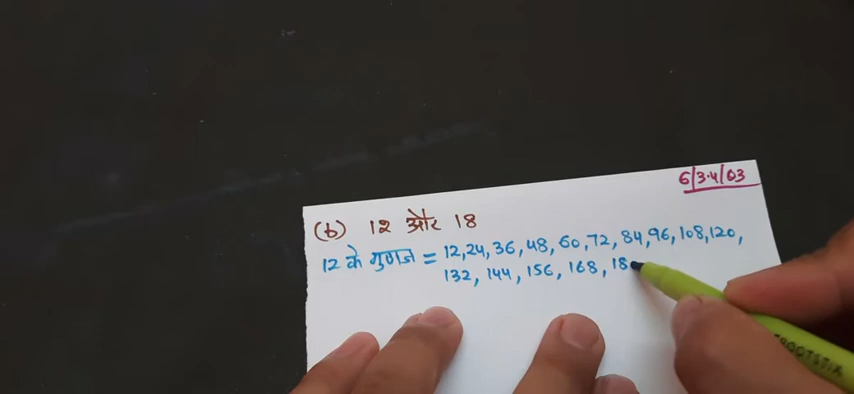 6/3.4/03
(b) 12 और 18
12 के गुणज = 12, 24, 36, 48, 60, 72, 84, 96, 108, 120,
132, 144, 156, 168, 18